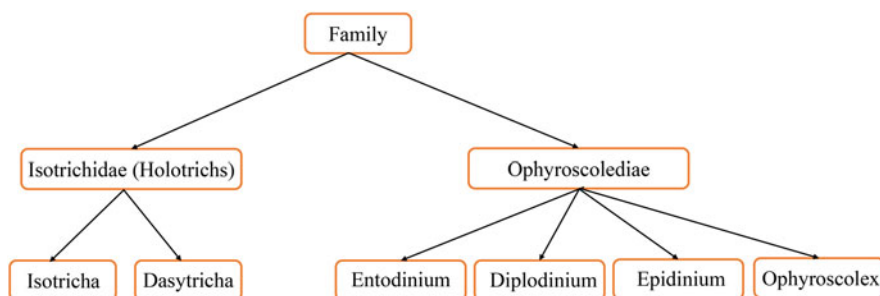 Family
Isotrichidae (Holotrichs)
Ophyroscolediae
Isotricha
Dasytricha
Entodinium
Diplodinium
Epidinium
Ophyroscolex